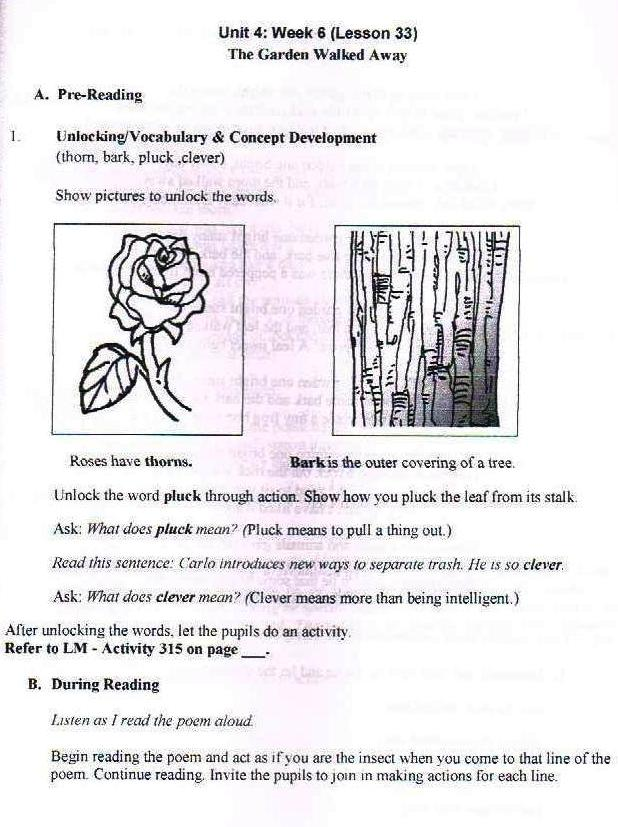 Unit 4: Week 6 (Lesson 33)
The Garden Walked Away
A. Pre-Reading
1. Unlocking/Vocabulary & Concept Development
(thorn, bark, pluck ,clever)
Show pictures to unlock the words.
Roses have thorns.
Bark is the outer covering of a tree.
Unlock the word pluck through action. Show how you pluck the leaf from its stalk.
Ask: What does pluck mean? (Pluck means to pull a thing out.)
Read this sentence: Carlo introduces new ways to separate trash. He is so clever.
Ask: What does clever mean? (Clever means more than being intelligent.)
After unlocking the words, let the pupils do an activity.
Refer to LM - Activity 315 on page ___.
B. During Reading
Listen as I read the poem aloud.
Begin reading the poem and act as if you are the insect when you come to that line of the
poem. Continue reading. Invite the pupils to join in making actions for each line.